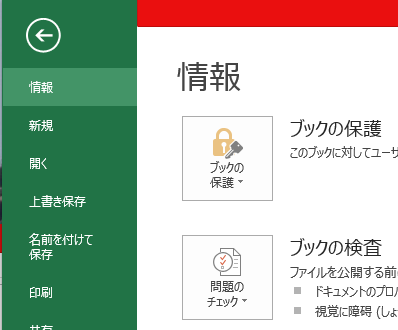 情報
新規
開く
上書き保存
名前を付けて
保存
印刷
共有
情報
ブックの
保護
ブックの保護
このブックに対してユーザ
問題の
チェック
ブックの検査
ファイルを公開する前
ドキュメントのプロパ
視覚に障碍 (しょ